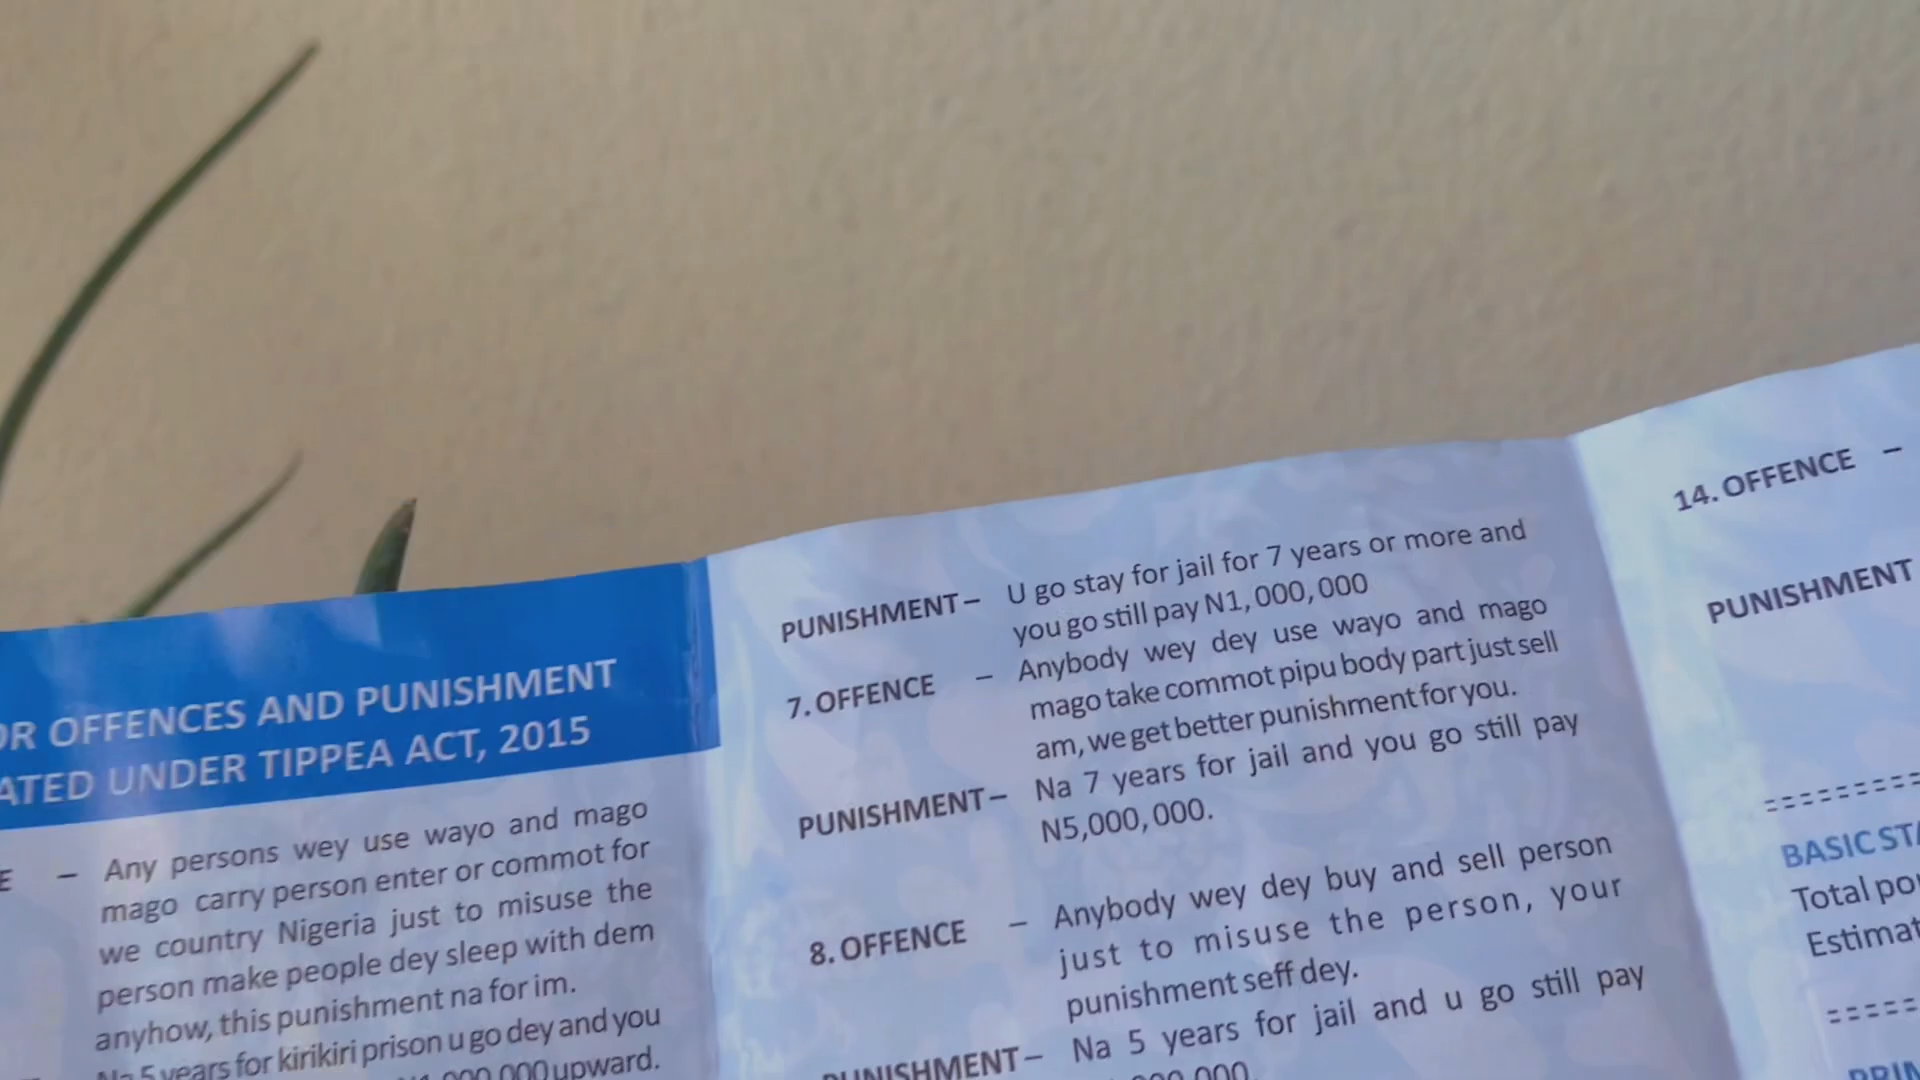 OR OFFENCES AND PUNISHMENT
ATED UNDER TIPPEA ACT, 2015
E – Any persons wey use wayo and mago
mago carry person enter or commot for
we country Nigeria just to misuse the
person make people dey sleep with dem
anyhow, this punishment na for im.
Na 5 years for kirikiri prison u go dey and you
000,000 upward.
PUNISHMENT – U go stay for jail for 7 years or more and
you go still pay N1, 000, 000
7. OFFENCE – Anybody wey dey use wayo and mago
mago take commot pipu body part just sell
am, we get better punishment for you.
PUNISHMENT – Na 7 years for jail and you go still pay
N5,000, 000.
8. OFFENCE – Anybody wey dey buy and sell person
just to misuse the person, your
punishment seff dey.
PUNISHMENT – Na 5 years for jail and u go still pay
14. OFFENCE –
PUNISHMENT
=========
BASIC STA
Total po
Estimat
=====